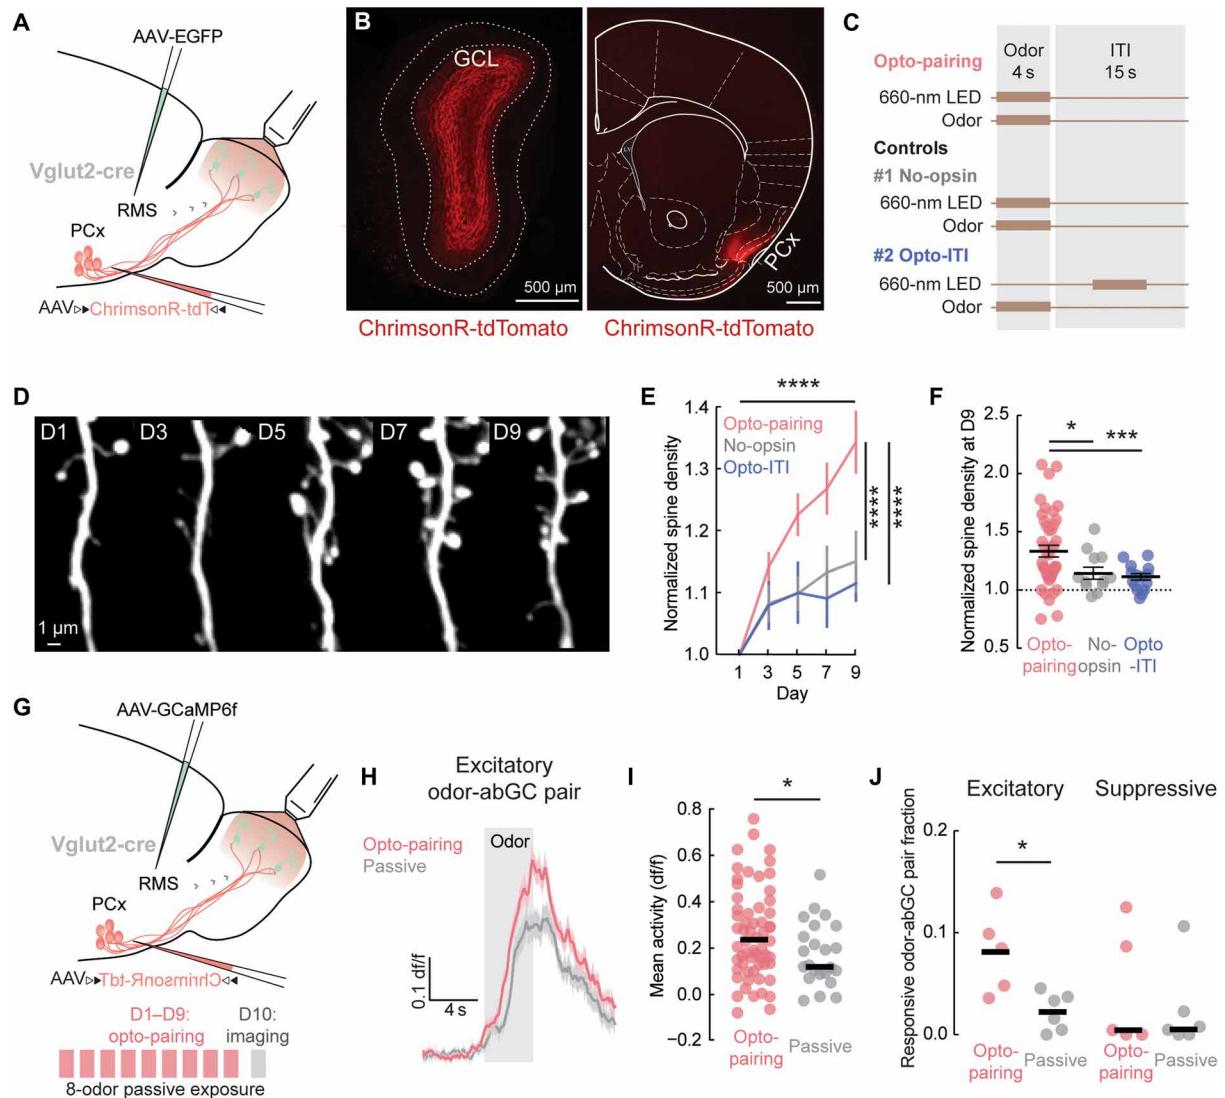 A
AAV-EGFP
Vglut2-cre
RMS
PCx
AAV▷▶ChrimsonR-tdT◁◀
B
GCL
500 µm
ChrimsonR-tdTomato
LV
PCx
500 µm
ChrimsonR-tdTomato
C
Odor
4 s
ITI
15 s
Opto-pairing
660-nm LED
Odor
Controls
#1 No-opsin
660-nm LED
Odor
#2 Opto-ITI
660-nm LED
Odor
D
D1
D3
D5
D7
D9
1 µm
E
****
Normalized spine density
1.4
1.3
1.2
1.1
1.0
Opto-pairing
No-opsin
Opto-ITI
****
****
1 3 5 7 9
Day
F
Normalized spine density at D9
2.5
2.0
1.5
1.0
0.5
* ***
Opto-pairing
No-opsin
Opto-ITI
G
AAV-GCaMP6f
Vglut2-cre
RMS
PCx
AAV▷▶ChrimsonR-tdT◁◀
D1–D9:
opto-pairing
D10:
imaging
8-odor passive exposure
H
Excitatory
odor-abGC pair
Opto-pairing
Passive
Odor
0.1 df/f
4 s
I
*
Mean activity (df/f)
0.8
0.6
0.4
0.2
0.0
−0.2
Opto-pairing
Passive
J
Excitatory
Suppressive
Responsive odor-abGC pair fraction
0.2
0.1
0.0
*
Opto-pairing
Passive
Opto-pairing
Passive